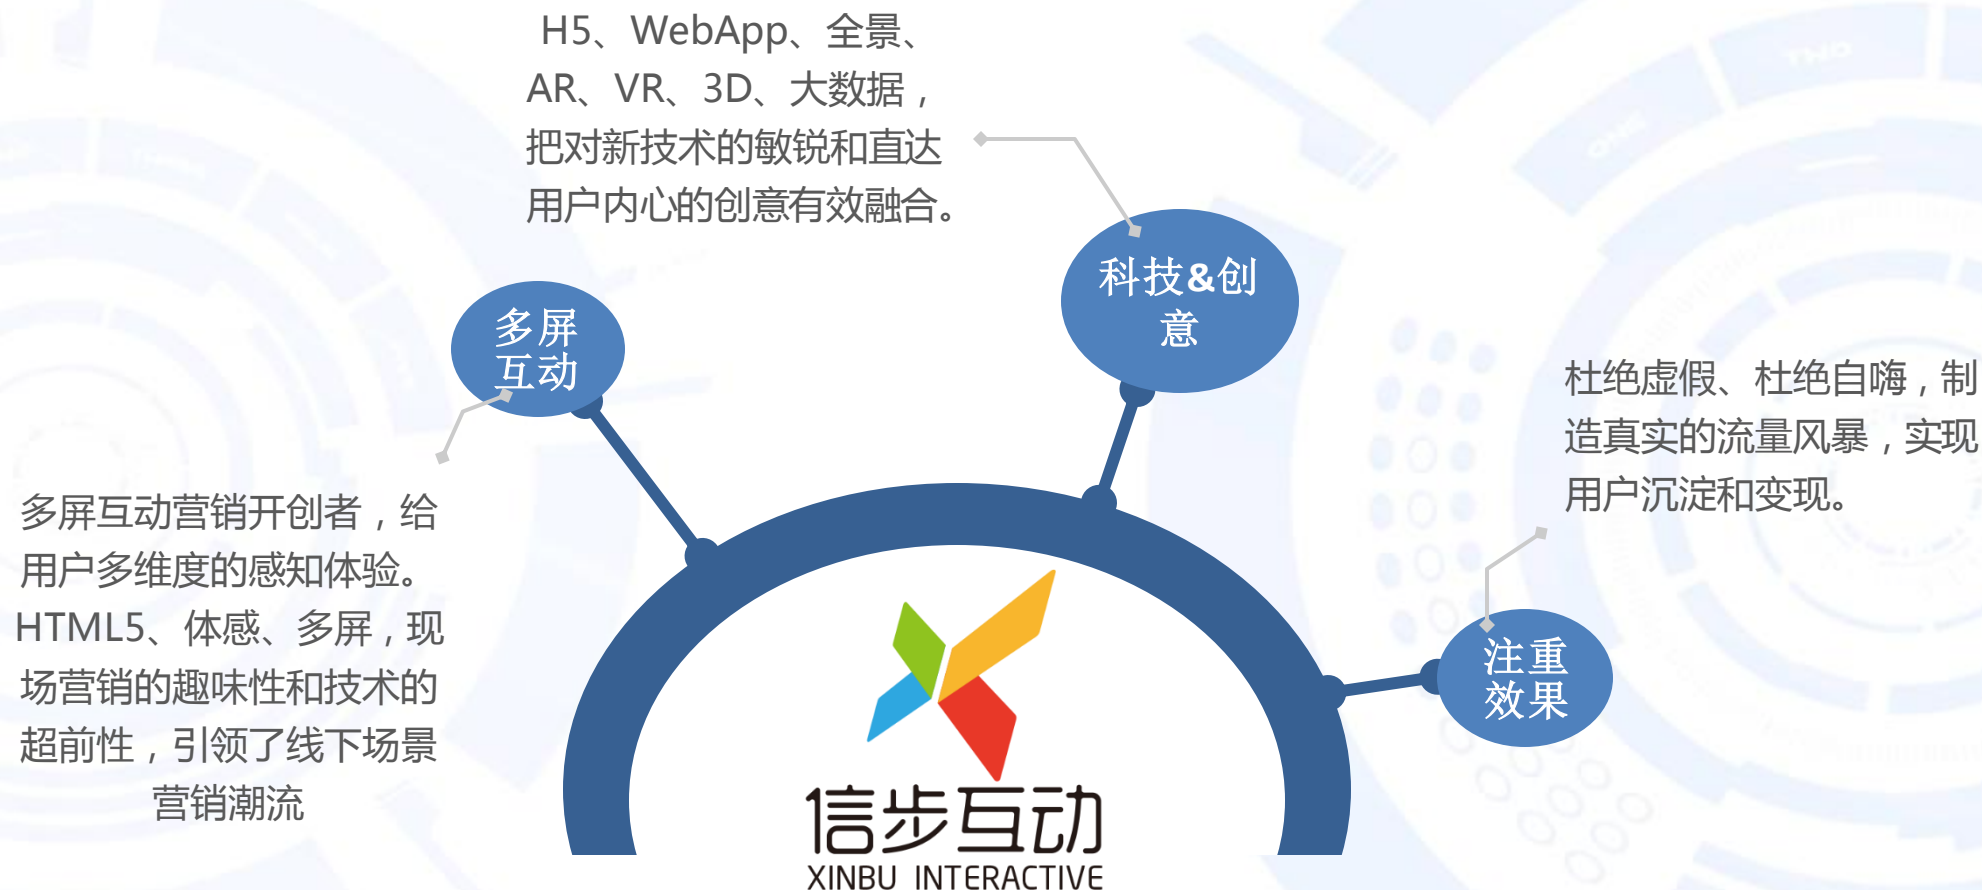 H5、WebApp、全景、
AR、VR、3D、大数据，
把对新技术的敏锐和直达
用户内心的创意有效融合。
科技&创
意
多屏
互动
多屏互动营销开创者，给
用户多维度的感知体验。
HTML5、体感、多屏，现
场营销的趣味性和技术的
超前性，引领了线下场景
营销潮流
杜绝虚假、杜绝自嗨，制
造真实的流量风暴，实现
用户沉淀和变现。
注重
效果
信步互动
XINBU INTERACTIVE